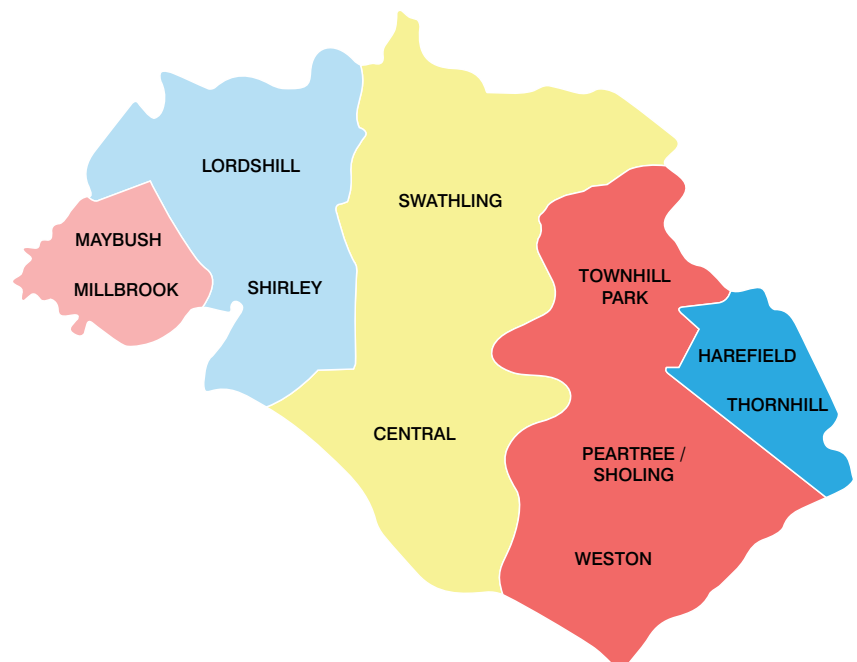 LORDSHILL
SWATHLING
MAYBUSH
MILLBROOK
SHIRLEY
TOWNHILL
PARK
HAREFIELD
THORNHILL
CENTRAL
PEARTREE /
SHOLING
WESTON